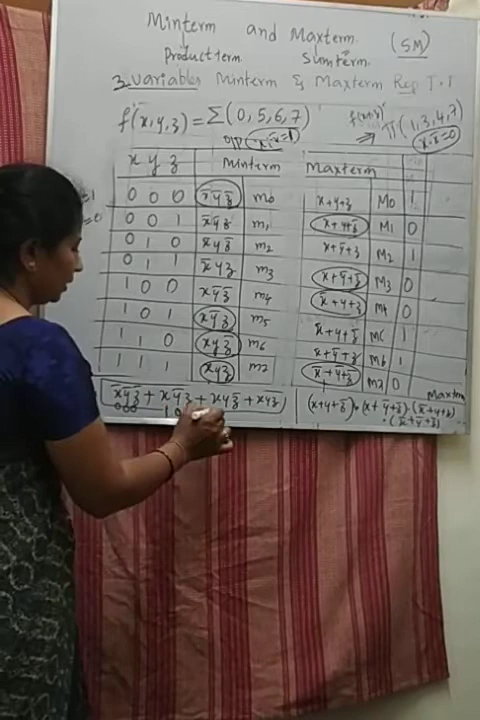 Minterm and Maxterm (SM)
Product term Sum term
3 variables Minterm & Maxterm Rep T.T
f(x,y,z) = Σ(0,5,6,7) ⇒ π(1,3,4,7)
x y z Minterm Maxterm
0 0 0 x̄ȳz̄ m0 x+y+z M0 1
0 0 1 x̄ȳz m1 x+y+z̄ M1 0
0 1 0 x̄yz̄ m2 x+ȳ+z M2 1
0 1 1 x̄yz m3 x+ȳ+z̄ M3 0
1 0 0 xȳz̄ m4 x̄+y+z M4 0
1 0 1 xȳz m5 x̄+y+z̄ 1
1 1 0 xyz̄ m6 x̄+ȳ+z M6 1
1 1 1 xyz m7 x̄+ȳ+z̄ M7 0
Maxterm
x̄ȳz̄ + xȳz + xyz̄ + xyz (x+y+z̄)·(x+ȳ+z̄)·(x̄+y+z)
000 10 ·(x̄+ȳ+z̄)